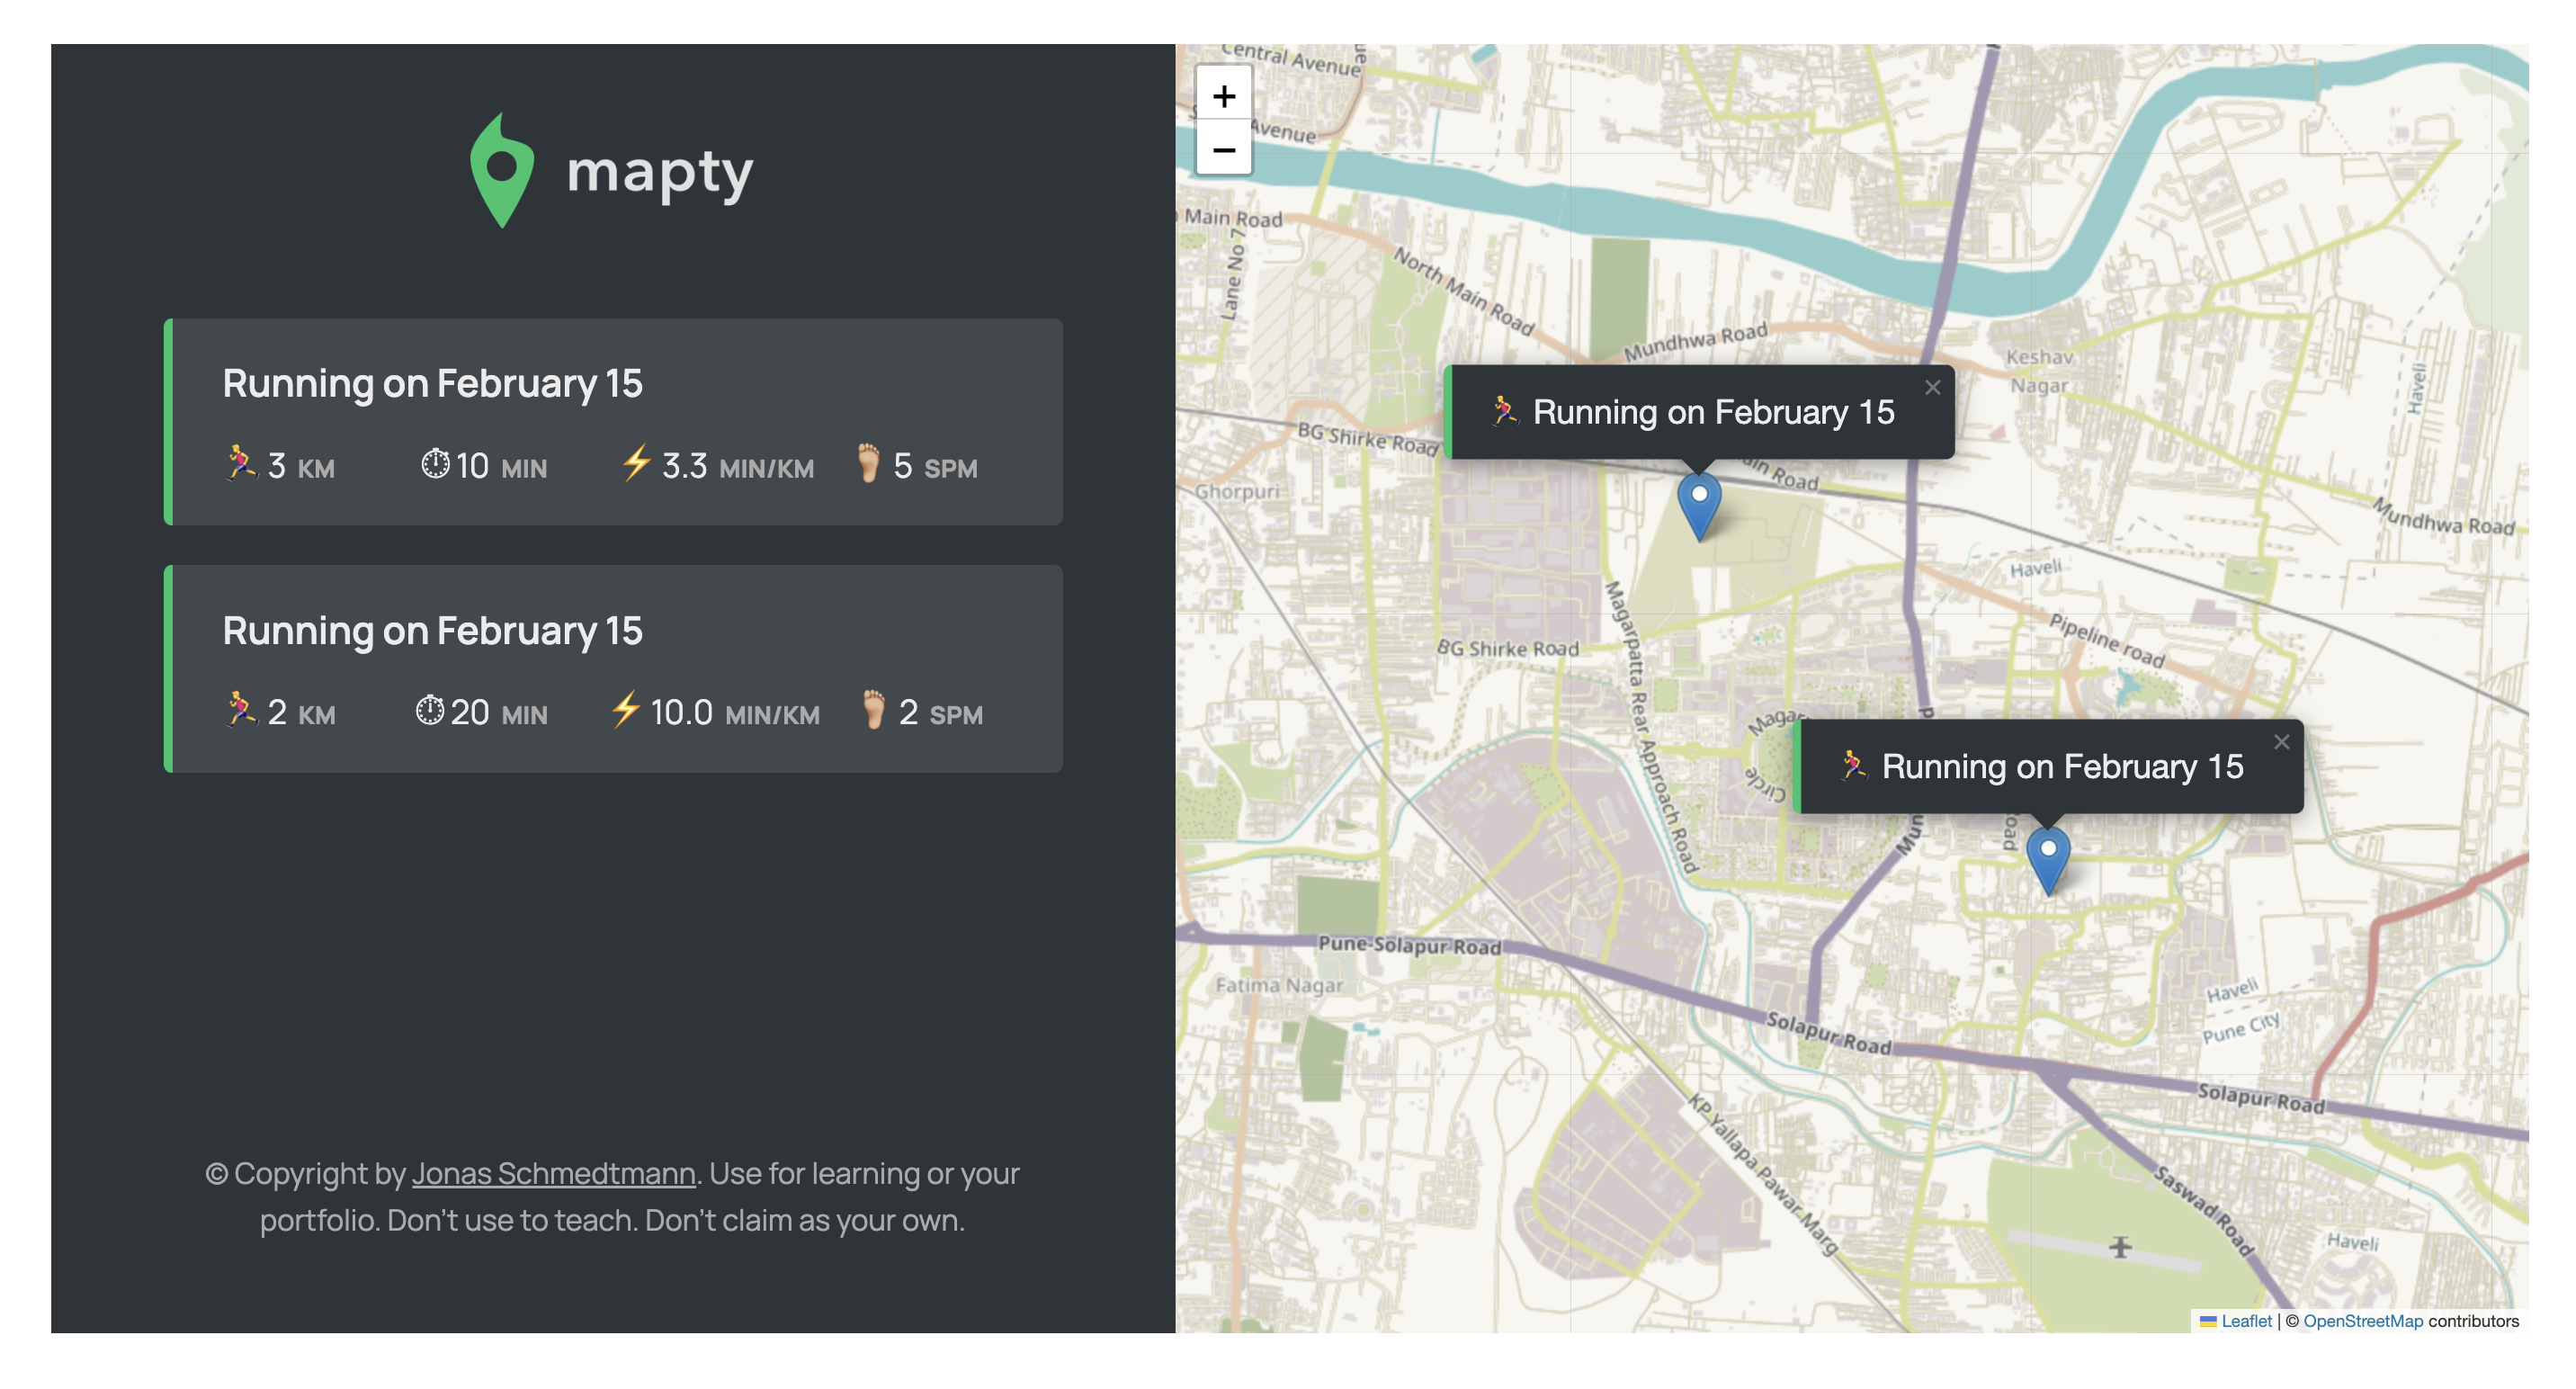 mapty
Running on February 15
3 KM
10 MIN
3.3 MIN/KM
5 SPM
Running on February 15
2 KM
20 MIN
10.0 MIN/KM
2 SPM
© Copyright by Jonas Schmedtmann. Use for learning or your
portfolio. Don't use to teach. Don't claim as your own.
+
−
Central Avenue
Avenue
Main Road
Lane No 7
North Main Road
Mundhwa Road
Keshav
Nagar
Haveli
🏃‍♂️ Running on February 15
×
BG Shirke Road
Road
Ghorpuri
Mundhwa Road
Haveli
Pipeline road
BG Shirke Road
Magarpatta Rear Approach Road
Magar
Circle
🏃‍♂️ Running on February 15
×
Mun
Pune-Solapur Road
Fatima Nagar
Haveli
Pune City
Solapur Road
Solapur Road
KP Yallapa Pawar Marg
Saswad Road
Haveli
Leaflet | © OpenStreetMap contributors